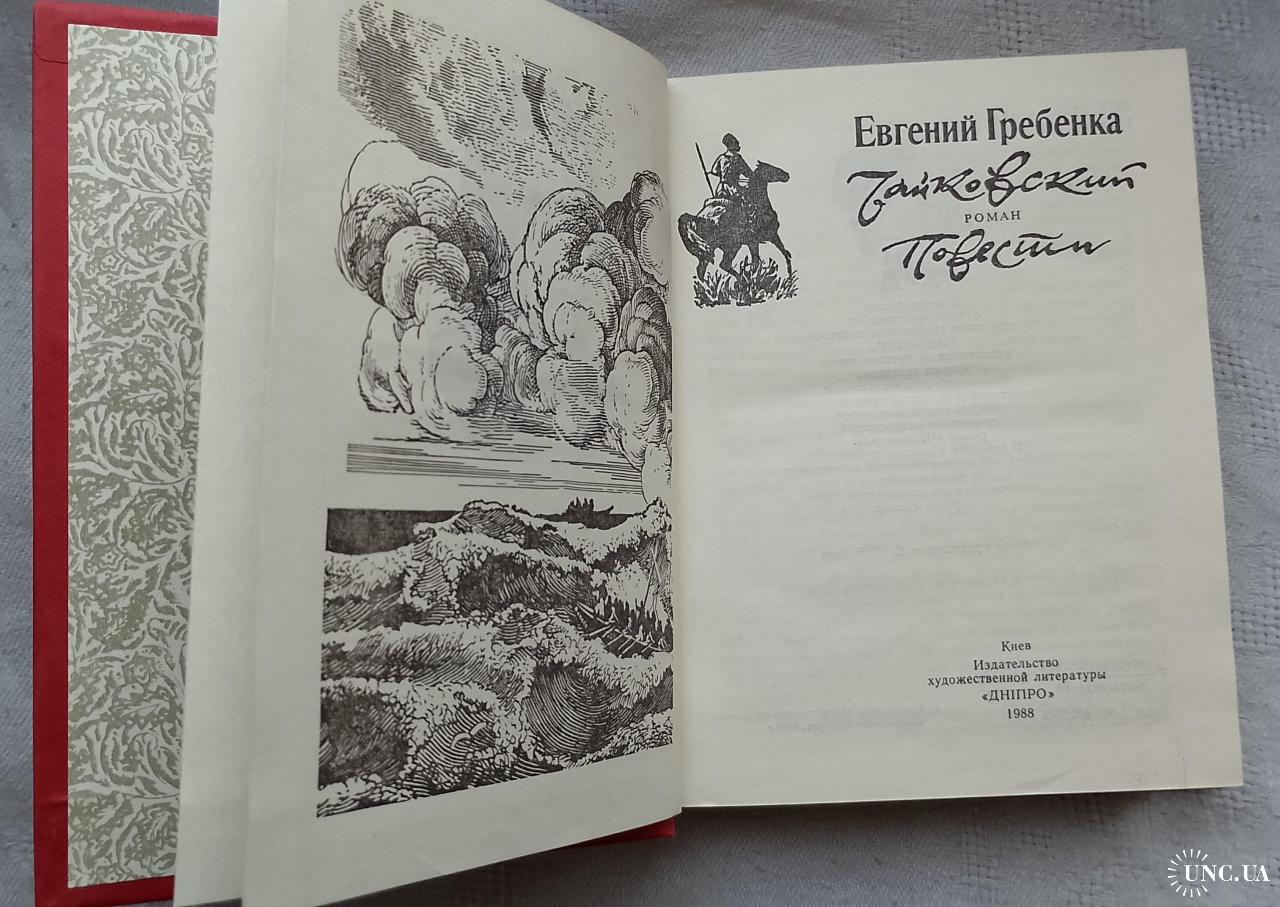 Евгений Гребенка
Чайковский
РОМАН
Повести
Киев
Издательство
художественной литературы
«ДНІПРО»
1988
UNC.UA